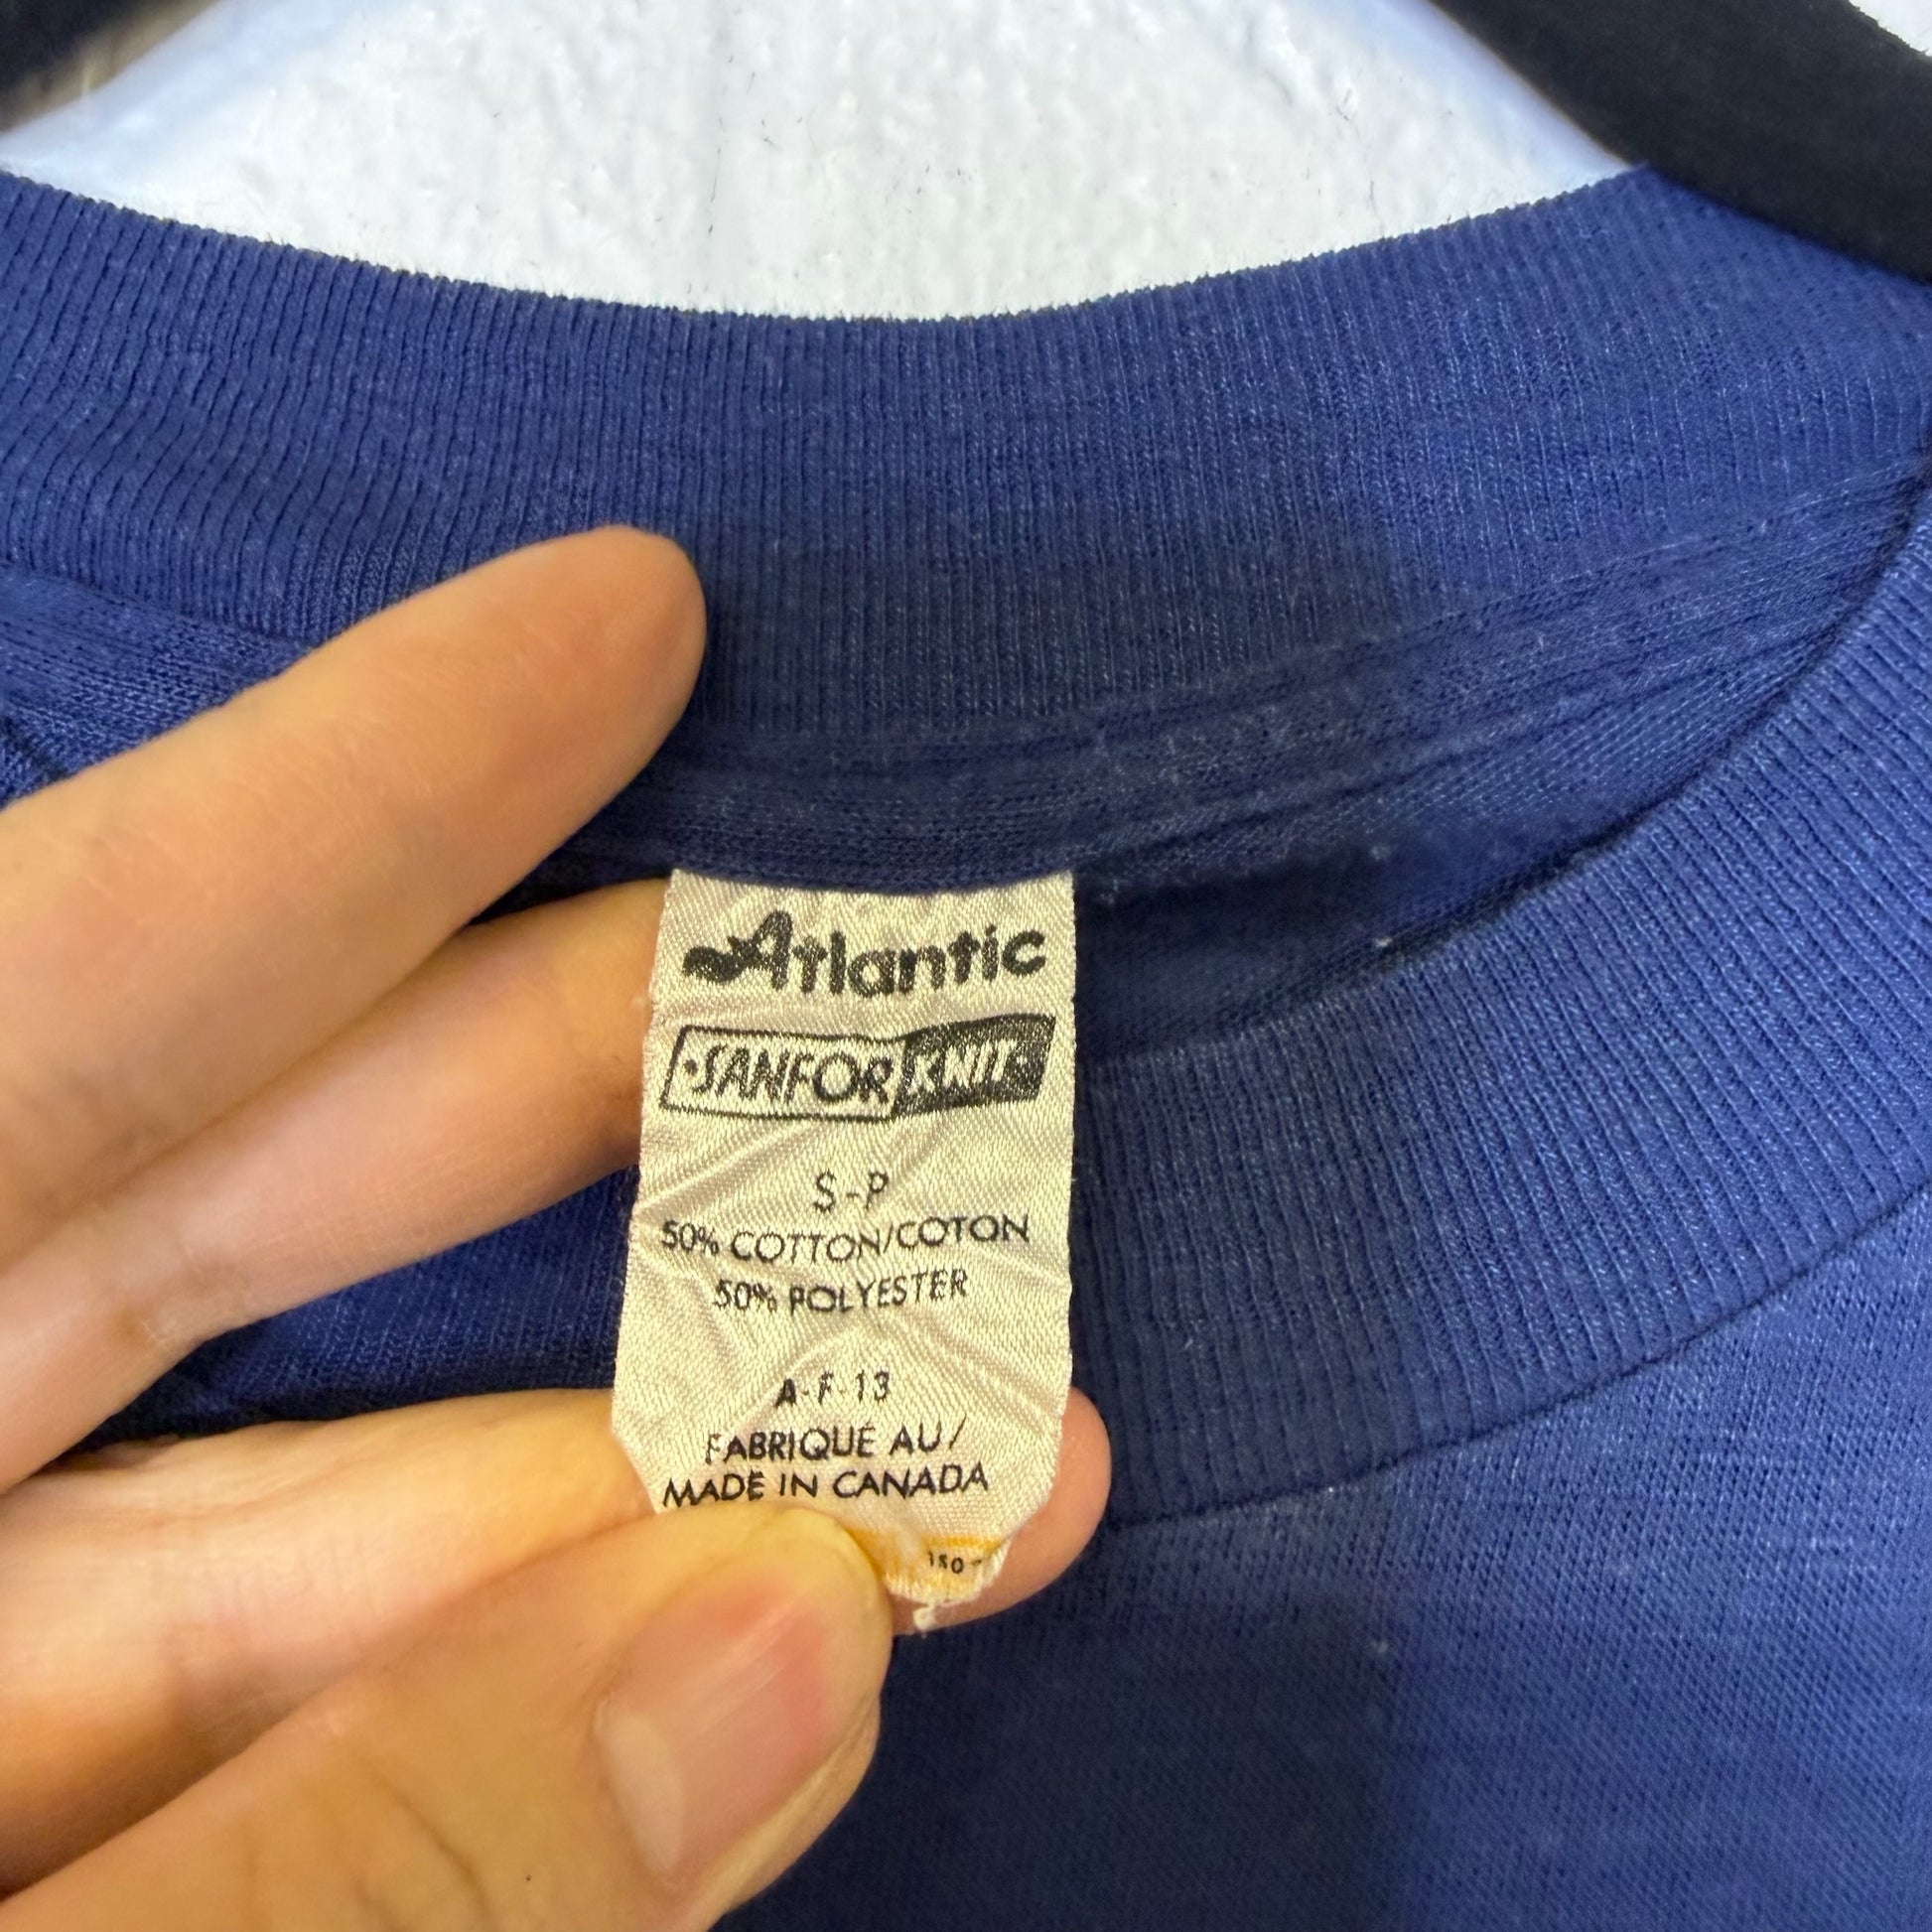 Atlantic
·SANFOR KNIT·
S-P
50% COTTON/COTON
50% POLYESTER
A-F-13
FABRIQUÉ AU/
MADE IN CANADA